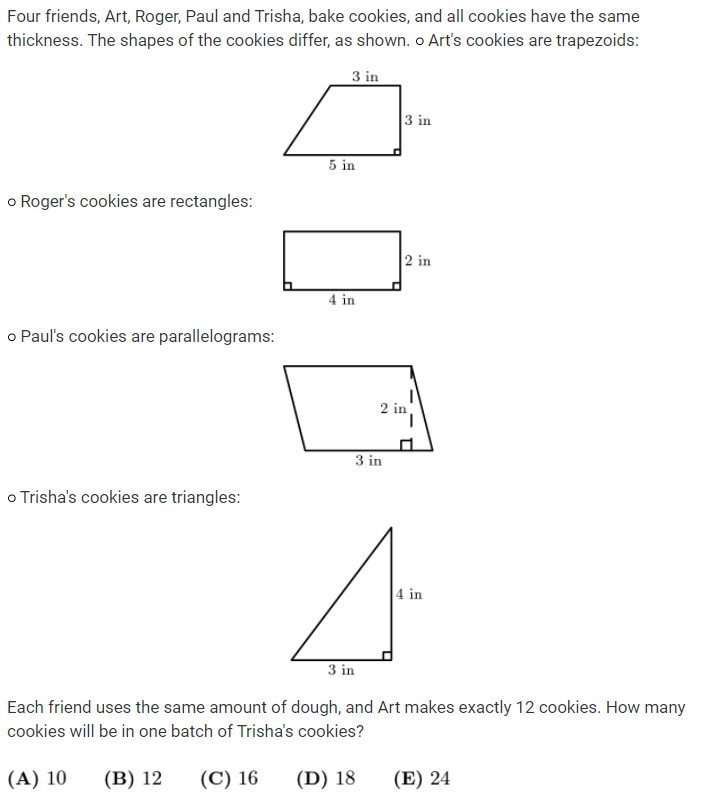 Four friends, Art, Roger, Paul and Trisha, bake cookies, and all cookies have the same
thickness. The shapes of the cookies differ, as shown. o Art's cookies are trapezoids:
3 in
3 in
5 in
o Roger's cookies are rectangles:
2 in
4 in
o Paul's cookies are parallelograms:
2 in
3 in
o Trisha's cookies are triangles:
4 in
3 in
Each friend uses the same amount of dough, and Art makes exactly 12 cookies. How many
cookies will be in one batch of Trisha's cookies?
(A) 10 (B) 12 (C) 16 (D) 18 (E) 24